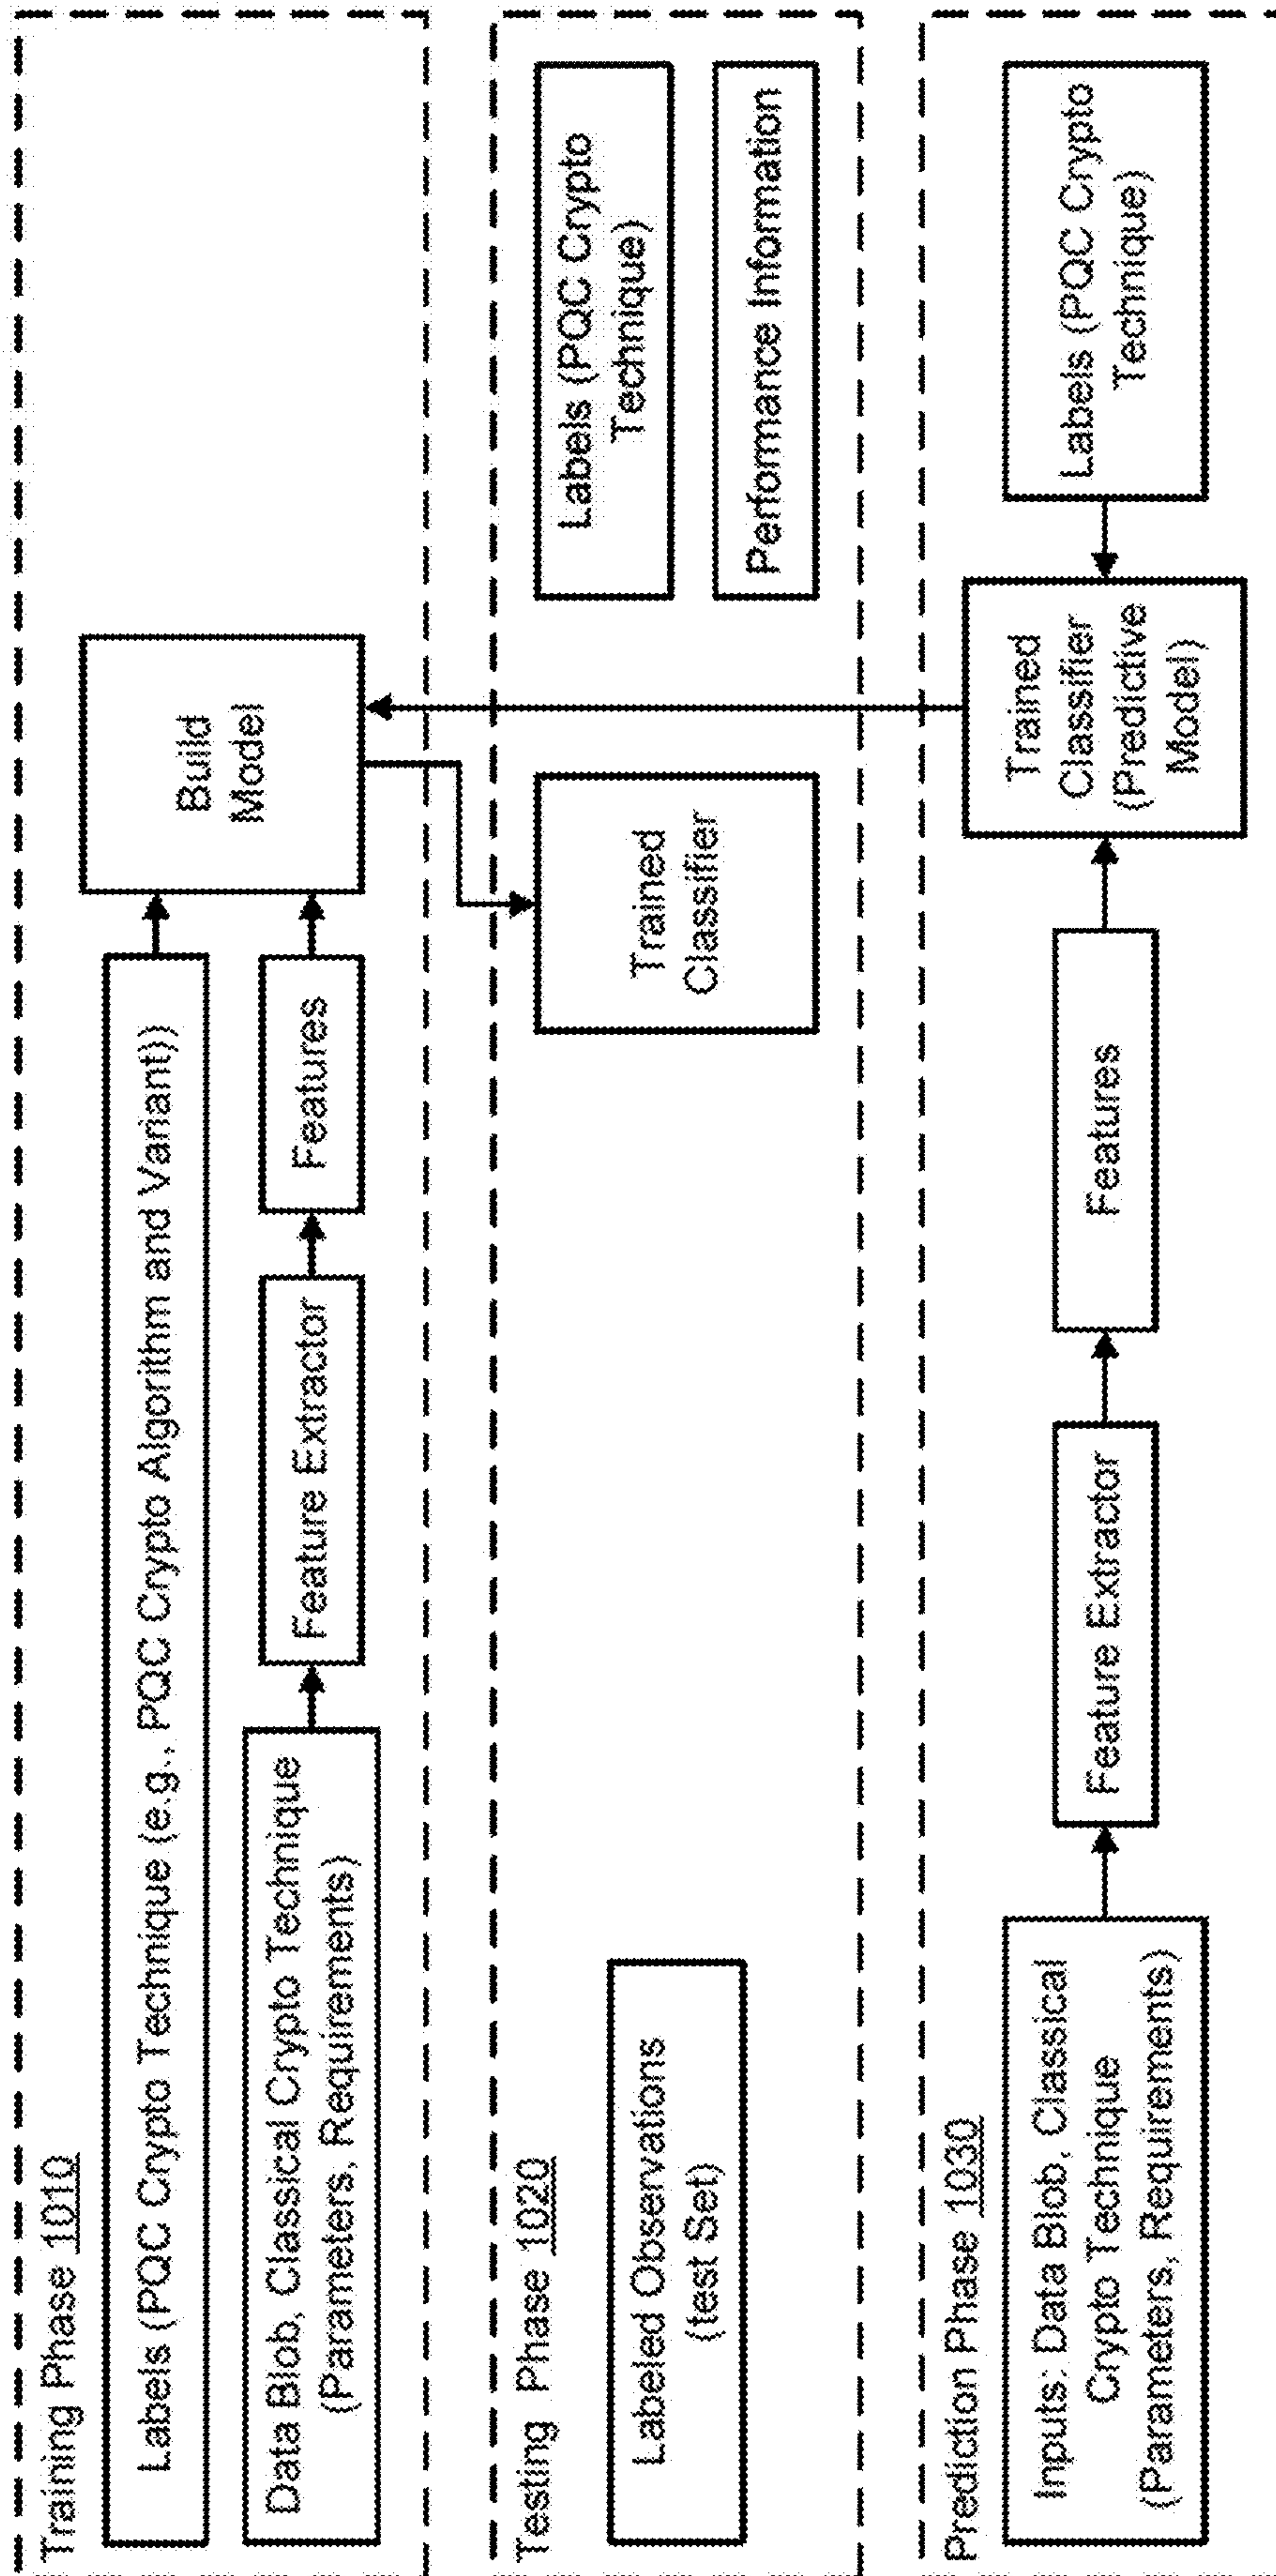 Training Phase 1010
Labels (PQC Crypto Technique (e.g., PQC Crypto Algorithm and Variant))
Data Blob, Classical Crypto Technique
(Parameters, Requirements)
Feature Extractor
Features
Build
Model
Testing Phase 1020
Labeled Observations
(test Set)
Trained
Classifier
Labels (PQC Crypto
Technique)
Performance Information
Prediction Phase 1030
Inputs: Data Blob, Classical
Crypto Technique
(Parameters, Requirements)
Feature Extractor
Features
Trained
Classifier
(Predictive
Model)
Labels (PQC Crypto
Technique)